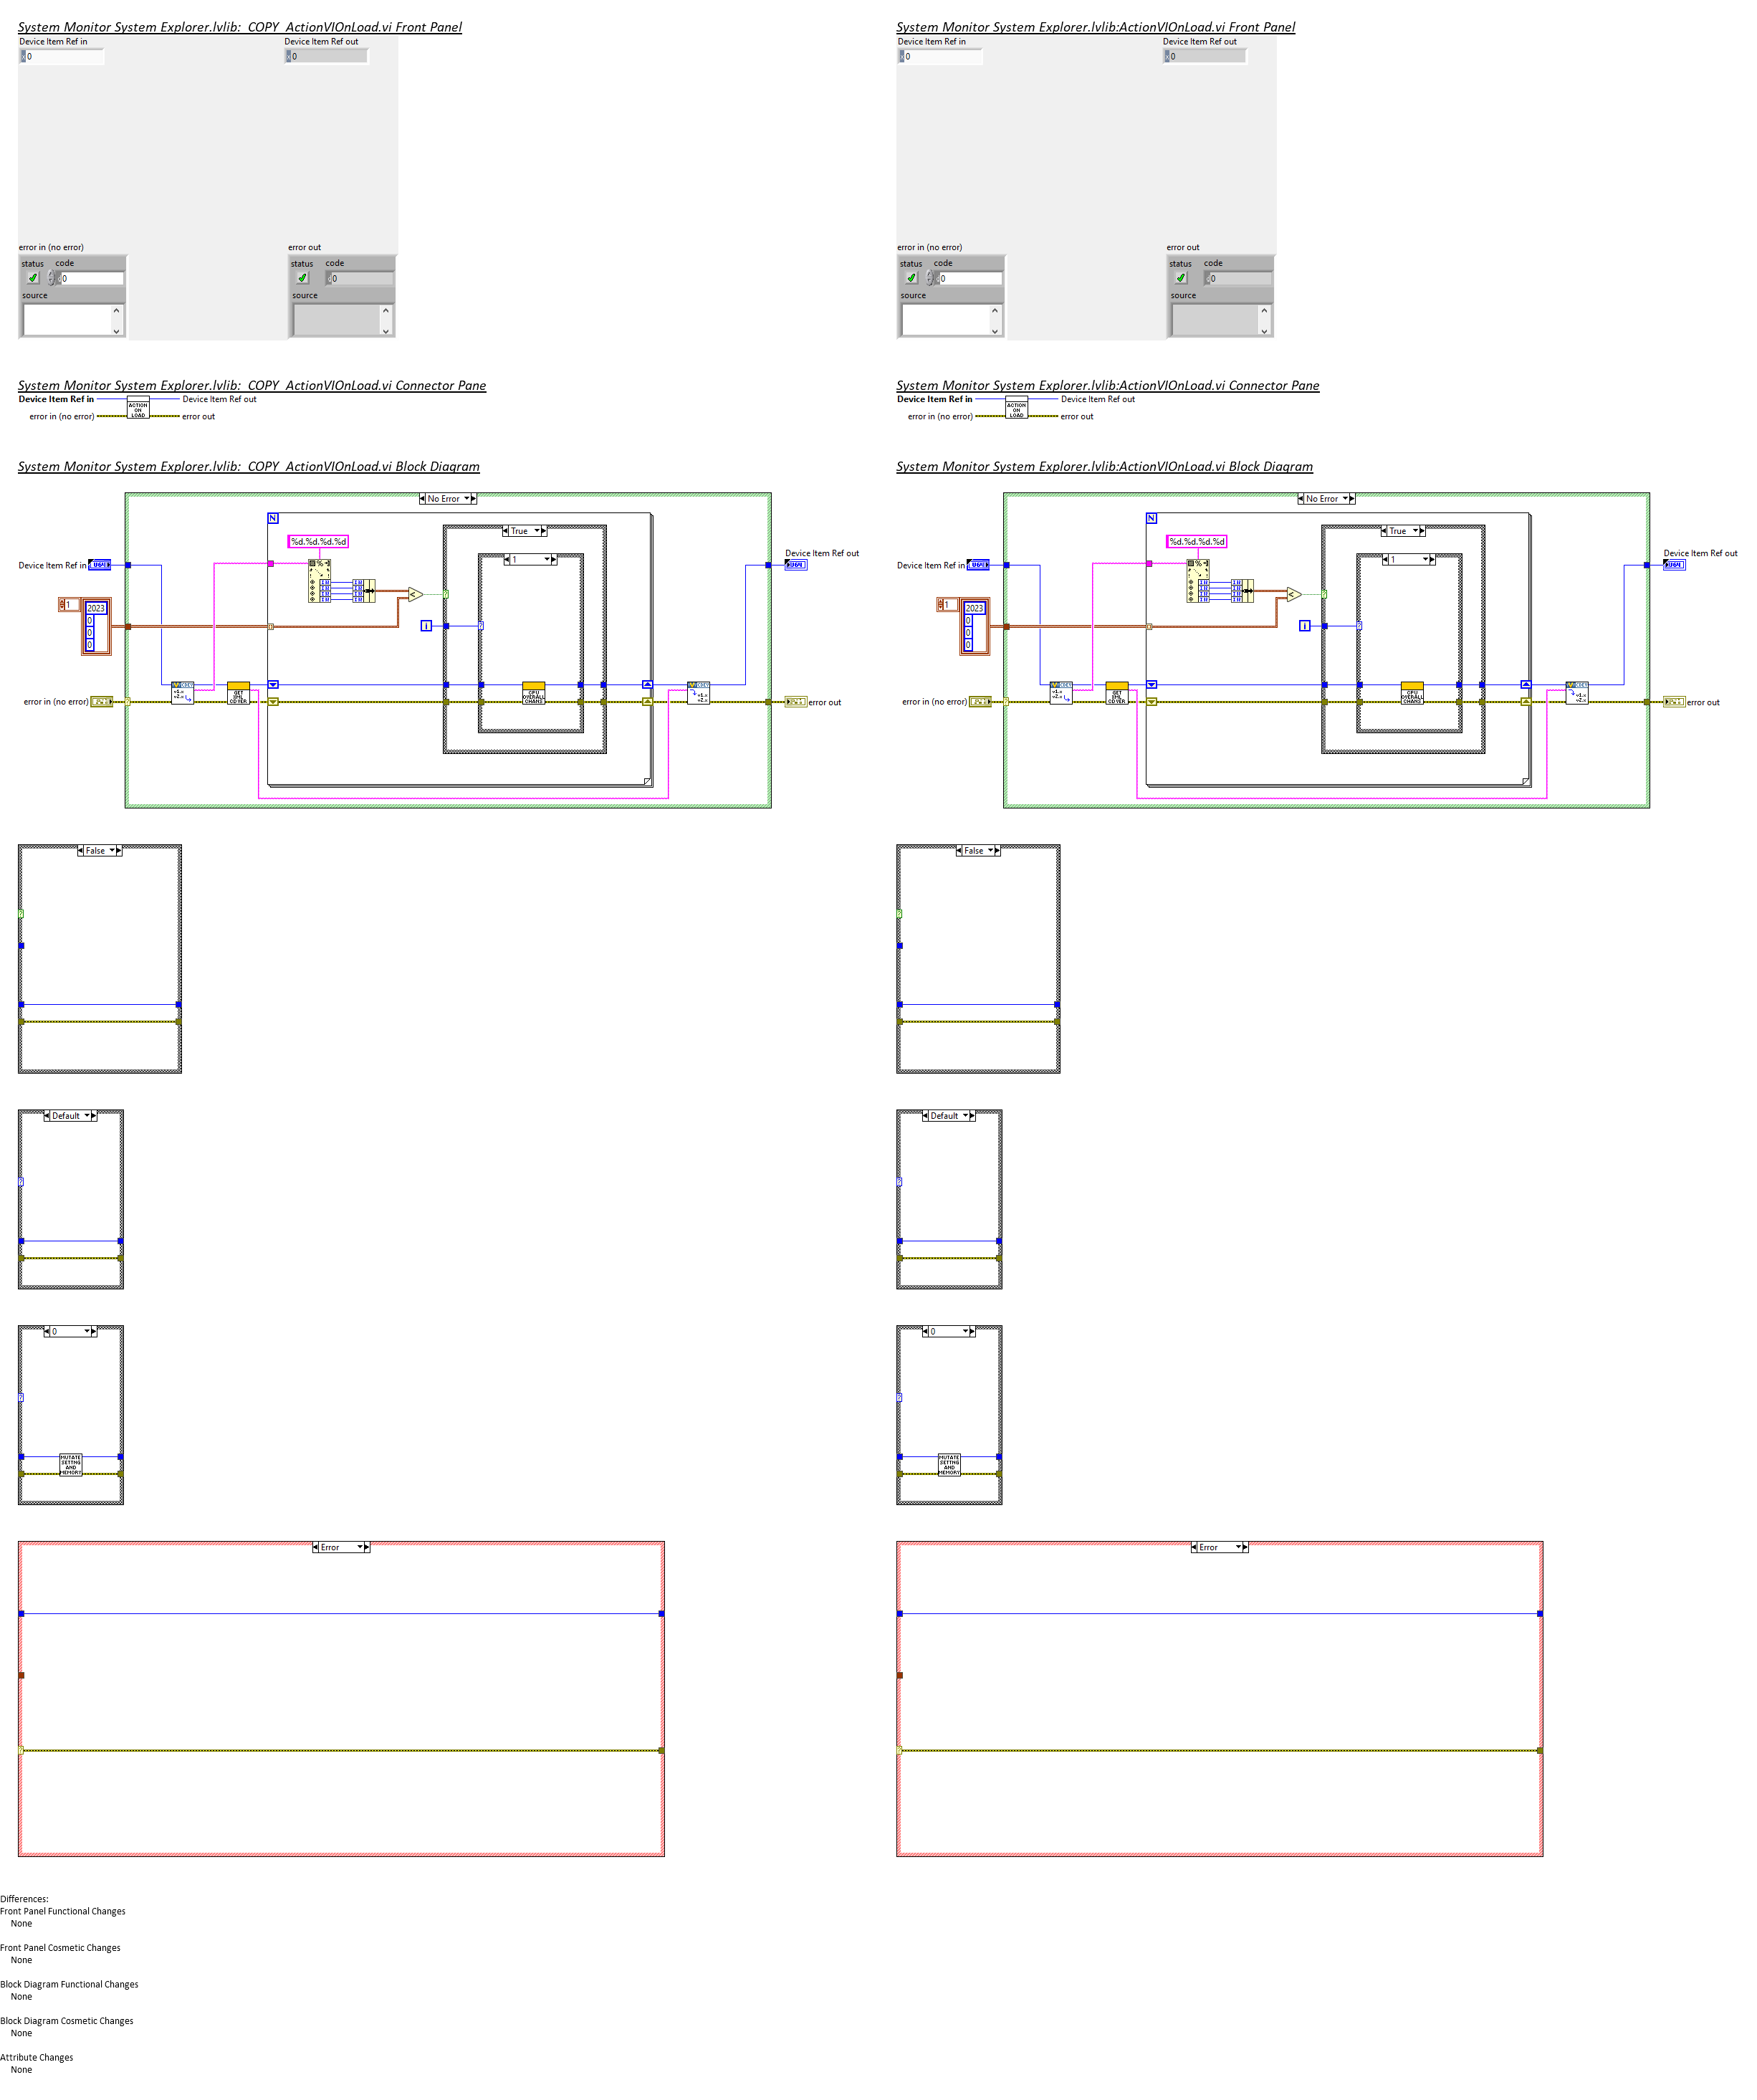 System Monitor System Explorer.lvlib:  COPY  ActionVIOnLoad.vi Front Panel
Device Item Ref in
Device Item Ref out
0
0
error in (no error)
error out
status
code
status
code
0
0
source
source
System Monitor System Explorer.lvlib:ActionVIOnLoad.vi Front Panel
Device Item Ref in
Device Item Ref out
0
0
error in (no error)
error out
status
code
status
code
0
0
source
source
System Monitor System Explorer.lvlib:  COPY  ActionVIOnLoad.vi Connector Pane
Device Item Ref in
Device Item Ref out
ACTION
ON
LOAD
error in (no error)
error out
System Monitor System Explorer.lvlib:ActionVIOnLoad.vi Connector Pane
Device Item Ref in
Device Item Ref out
ACTION
ON
LOAD
error in (no error)
error out
System Monitor System Explorer.lvlib:  COPY  ActionVIOnLoad.vi Block Diagram
No Error
N
True
%d.%d.%d.%d
1
Device Item Ref in
Device Item Ref out
1
2023
0
0
0
i
GET
XML
CDVER
CPU
OVERALL
CHANS
error in (no error)
error out
System Monitor System Explorer.lvlib:ActionVIOnLoad.vi Block Diagram
No Error
N
True
%d.%d.%d.%d
1
Device Item Ref in
Device Item Ref out
1
2023
0
0
0
i
GET
XML
CDVER
CPU
OVERALL
CHANS
error in (no error)
error out
False
False
Default
Default
0
MUTATE
SETTNG
AND
MEMORY
0
MUTATE
SETTNG
AND
MEMORY
Error
Error
Differences:
Front Panel Functional Changes
None
Front Panel Cosmetic Changes
None
Block Diagram Functional Changes
None
Block Diagram Cosmetic Changes
None
Attribute Changes
None